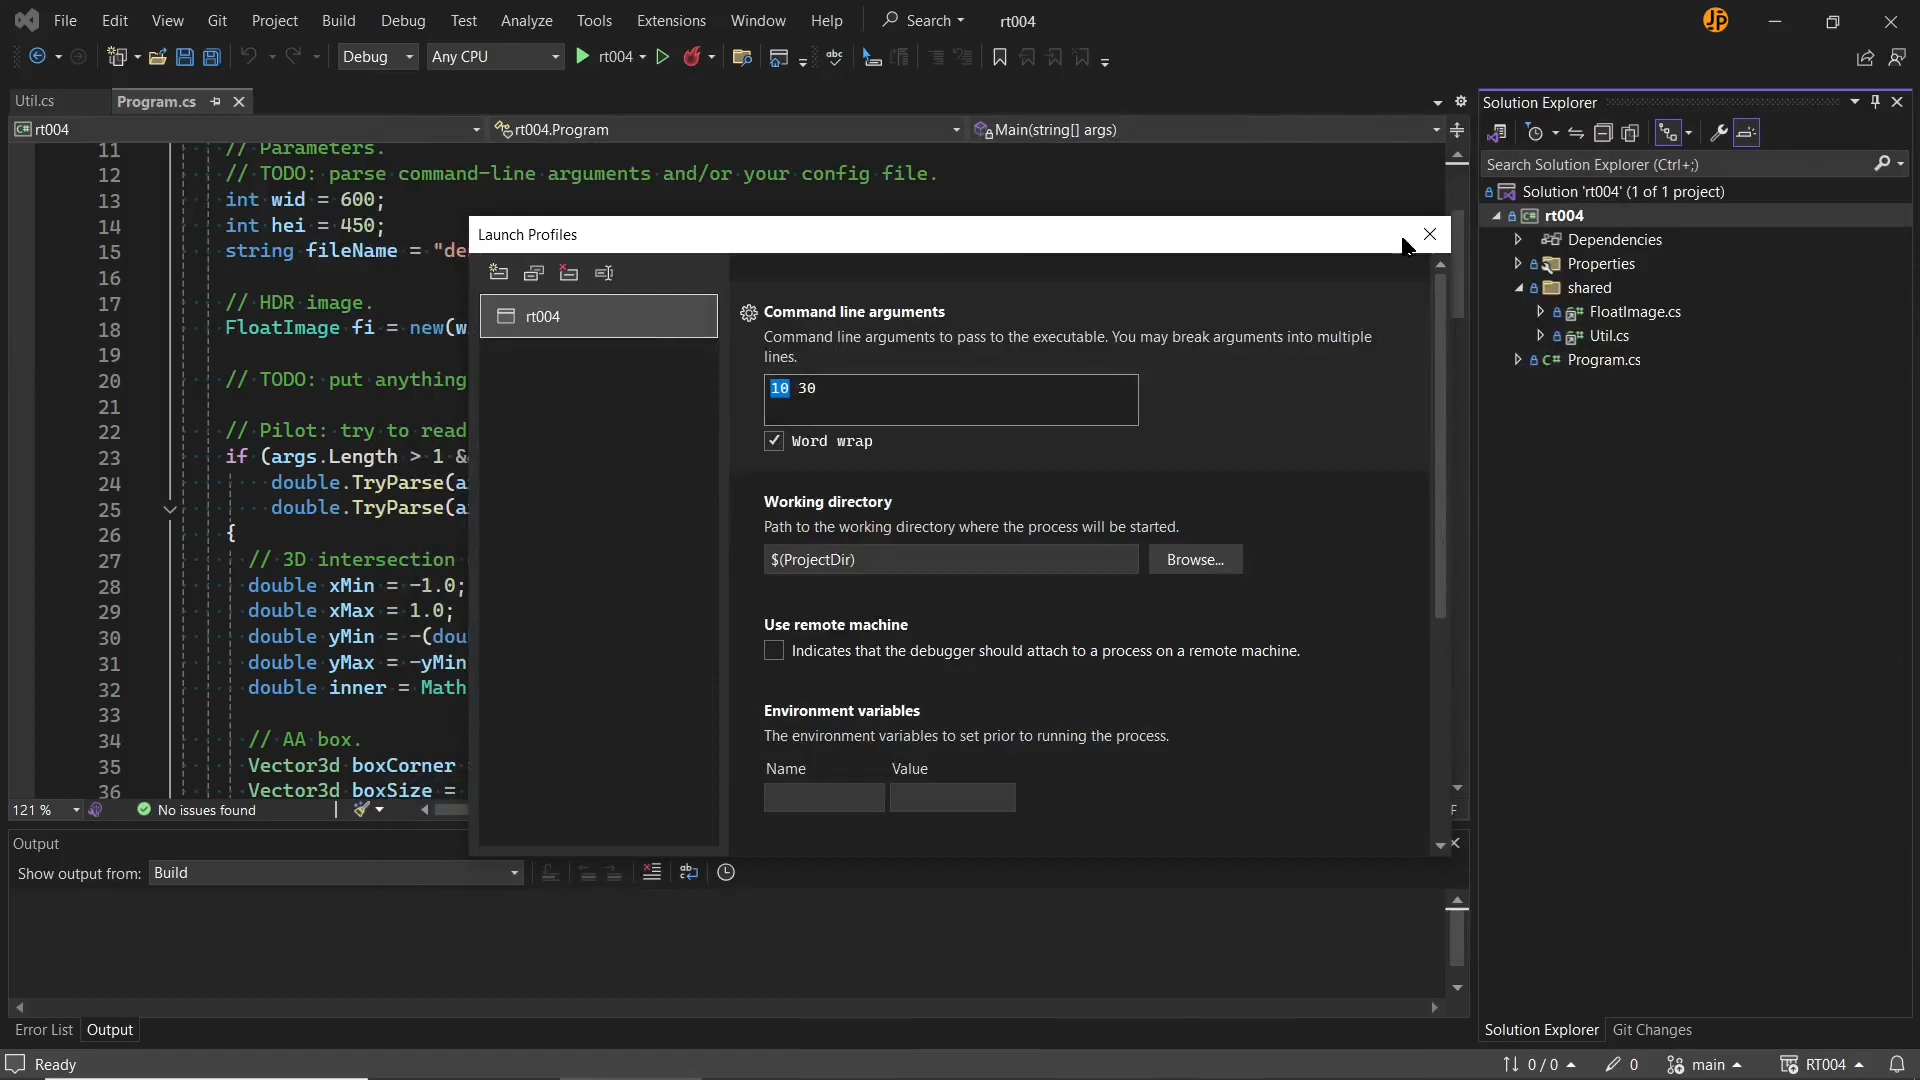 File Edit View Git Project Build Debug Test Analyze Tools Extensions Window Help Search rt004 JP
Debug Any CPU rt004
Util.cs Program.cs
C# rt004 rt004.Program Main(string[] args)
11 // Parameters.
12 // TODO: parse command-line arguments and/or your config file.
13 int wid = 600;
14 int hei = 450;
15 string fileName = "de
16
17 // HDR image.
18 FloatImage fi = new(w
19
20 // TODO: put anything
21
22 // Pilot: try to read
23 if (args.Length > 1 &
24 double.TryParse(a
25 double.TryParse(a
26 {
27 // 3D intersection
28 double xMin = -1.0;
29 double xMax = 1.0;
30 double yMin = -(dou
31 double yMax = -yMin
32 double inner = Math
33
34 // AA box.
35 Vector3d boxCorner
36 Vector3d boxSize =
121 % No issues found
Launch Profiles
rt004
Command line arguments
Command line arguments to pass to the executable. You may break arguments into multiple
lines.
10 30
Word wrap
Working directory
Path to the working directory where the process will be started.
$(ProjectDir) Browse...
Use remote machine
Indicates that the debugger should attach to a process on a remote machine.
Environment variables
The environment variables to set prior to running the process.
Name Value
Output
Show output from: Build
Error List Output
Solution Explorer
Search Solution Explorer (Ctrl+;)
Solution 'rt004' (1 of 1 project)
C# rt004
Dependencies
Properties
shared
FloatImage.cs
Util.cs
C# Program.cs
Solution Explorer Git Changes
Ready 0 / 0 0 main RT004